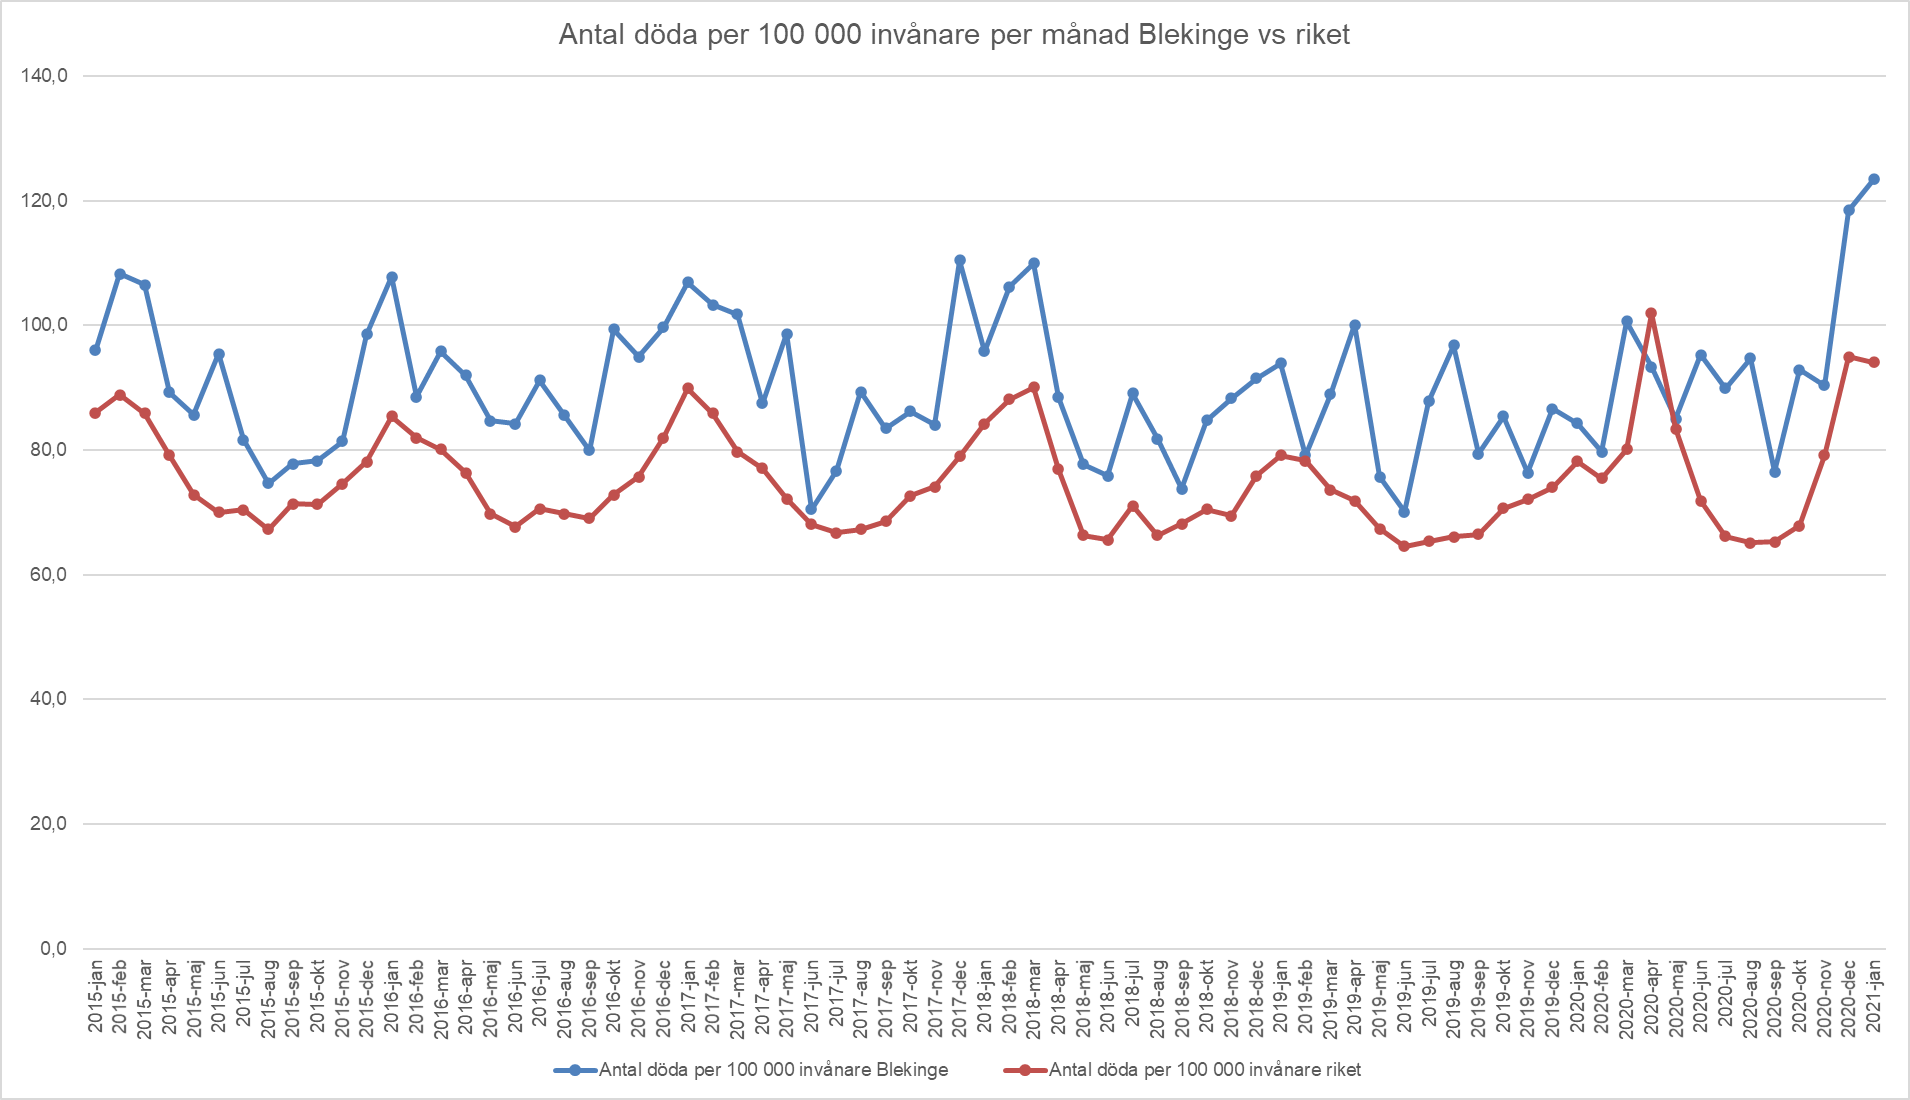 Antal döda per 100 000 invånare per månad Blekinge vs riket
140,0
120,0
100,0
80,0
60,0
40,0
20,0
0,0
2015-jan
2015-feb
2015-mar
2015-apr
2015-maj
2015-jun
2015-jul
2015-aug
2015-sep
2015-okt
2015-nov
2015-dec
2016-jan
2016-feb
2016-mar
2016-apr
2016-maj
2016-jun
2016-jul
2016-aug
2016-sep
2016-okt
2016-nov
2016-dec
2017-jan
2017-feb
2017-mar
2017-apr
2017-maj
2017-jun
2017-jul
2017-aug
2017-sep
2017-okt
2017-nov
2017-dec
2018-jan
2018-feb
2018-mar
2018-apr
2018-maj
2018-jun
2018-jul
2018-aug
2018-sep
2018-okt
2018-nov
2018-dec
2019-jan
2019-feb
2019-mar
2019-apr
2019-maj
2019-jun
2019-jul
2019-aug
2019-sep
2019-okt
2019-nov
2019-dec
2020-jan
2020-feb
2020-mar
2020-apr
2020-maj
2020-jun
2020-jul
2020-aug
2020-sep
2020-okt
2020-nov
2020-dec
2021-jan
Antal döda per 100 000 invånare Blekinge
Antal döda per 100 000 invånare riket